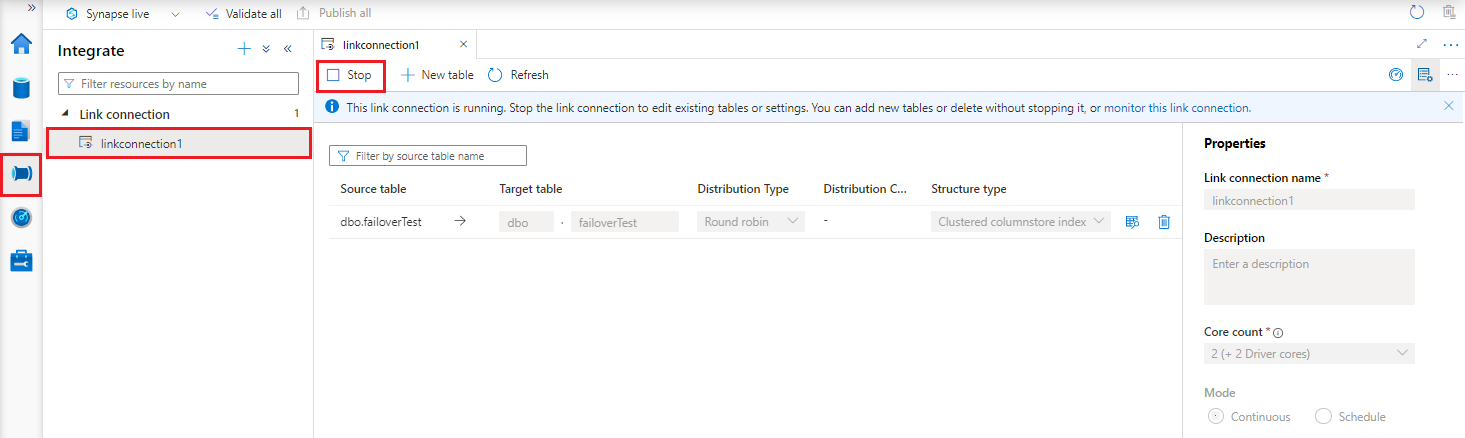 Synapse live
Validate all
Publish all
Integrate
linkconnection1
Filter resources by name
Stop
New table
Refresh
Link connection 1
This link connection is running. Stop the link connection to edit existing tables or settings. You can add new tables or delete without stopping it, or monitor this link connection.
linkconnection1
Filter by source table name
Source table Target table Distribution Type Distribution C... Structure type
dbo.failoverTest dbo . failoverTest Round robin - Clustered columnstore index
Properties
Link connection name *
linkconnection1
Description
Enter a description
Core count *
2 (+ 2 Driver cores)
Mode
Continuous Schedule